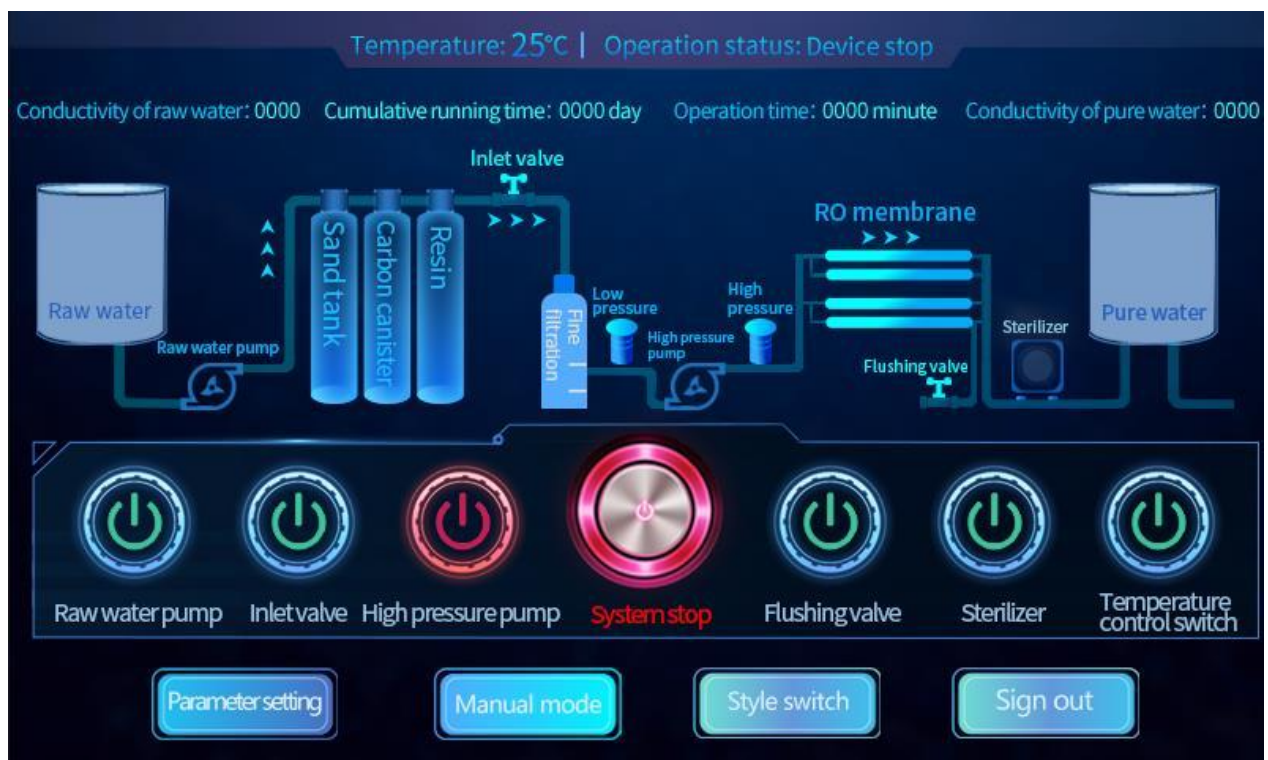 Temperature: 25°C | Operation status: Device stop
Conductivity of raw water: 0000 Cumulative running time: 0000 day Operation time: 0000 minute Conductivity of pure water: 0000
Inlet valve
RO membrane
Raw water
Sand tank
Carbon canister
Resin
Raw water pump
Fine
filtration
Low
pressure
High pressure
pump
High
pressure
Flushing valve
Sterilizer
Pure water
Raw water pump
Inlet valve
High pressure pump
System stop
Flushing valve
Sterilizer
Temperature
control switch
Parameter setting
Manual mode
Style switch
Sign out